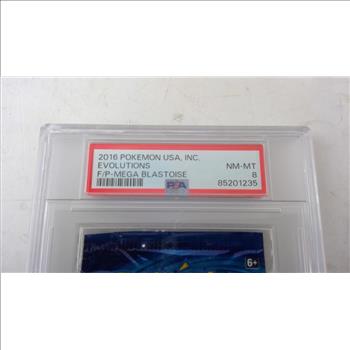 2016 POKEMON USA, INC.
EVOLUTIONS NM-MT
F/P-MEGA BLASTOISE 8
PSA 85201235
6+